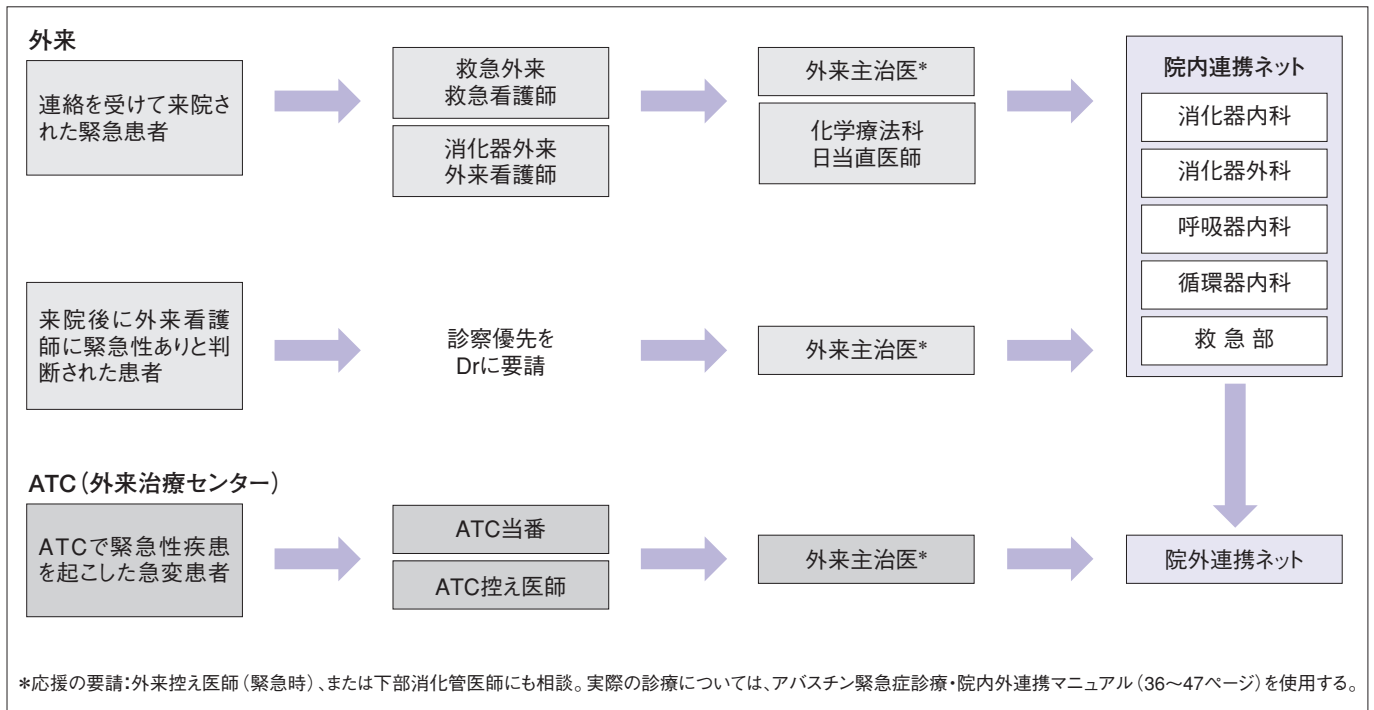 外来
連絡を受けて来院さ
れた緊急患者
救急外来
救急看護師
消化器外来
外来看護師
外来主治医*
化学療法科
日当直医師
院内連携ネット
消化器内科
消化器外科
呼吸器内科
循環器内科
救 急 部
来院後に外来看護
師に緊急性ありと判
断された患者
診察優先を
Drに要請
外来主治医*
ATC（外来治療センター）
ATCで緊急性疾患
を起こした急変患者
ATC当番
ATC控え医師
外来主治医*
院外連携ネット
*応援の要請：外来控え医師（緊急時）、または下部消化管医師にも相談。実際の診療については、アバスチン緊急症診療・院内外連携マニュアル（36〜47ページ）を使用する。